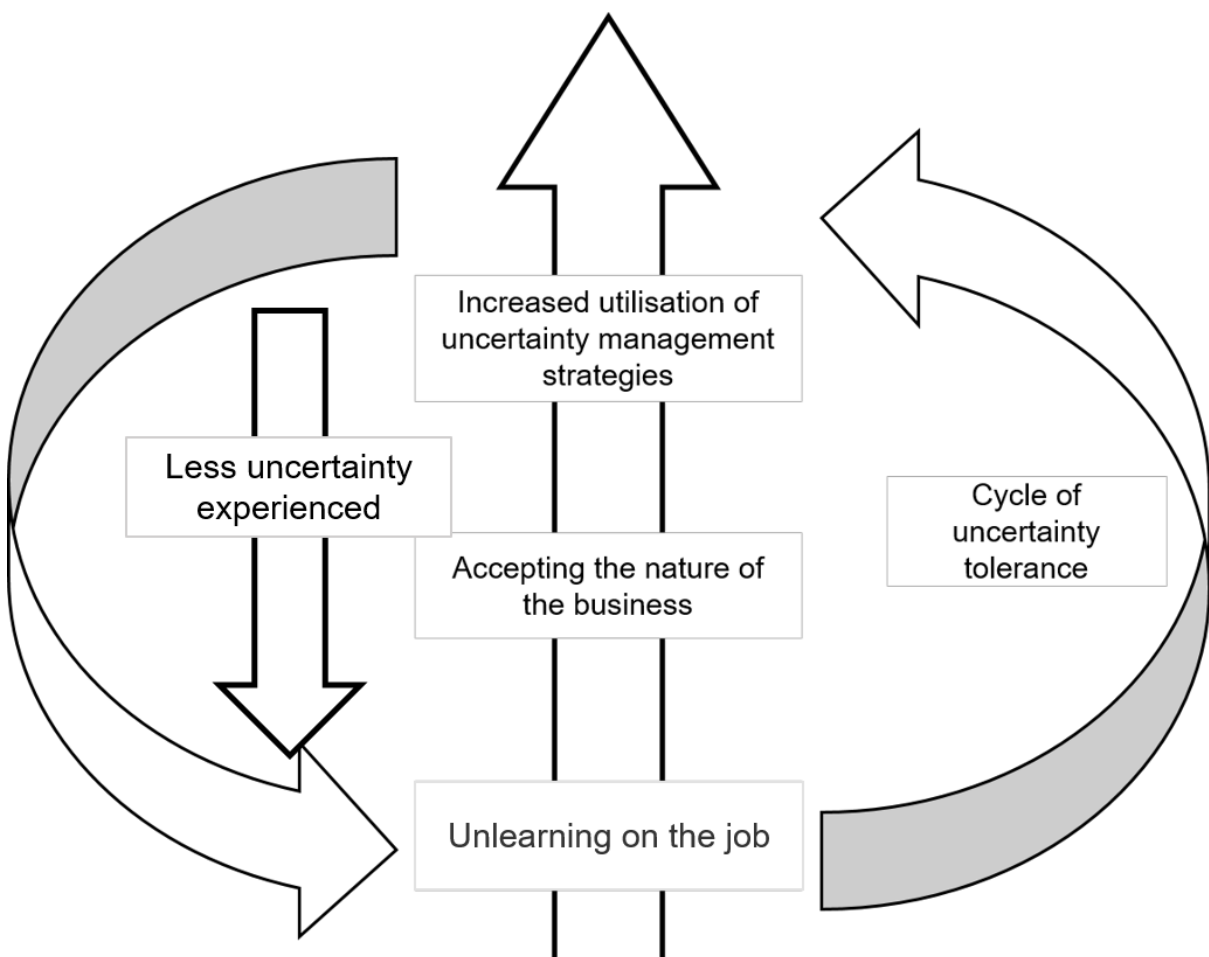 Increased utilisation of
uncertainty management
strategies
Less uncertainty
experienced
Cycle of
uncertainty
tolerance
Accepting the nature of
the business
Unlearning on the job